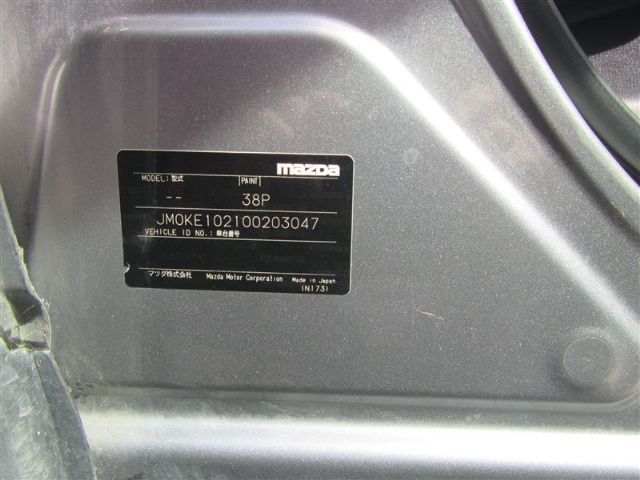 mazda
MODEL: 型式 PAINT
-- 38P
JM0KE102100203047
VEHICLE ID NO.: 車台番号
マツダ株式会社 Mazda Motor Corporation Made in Japan
(N173)